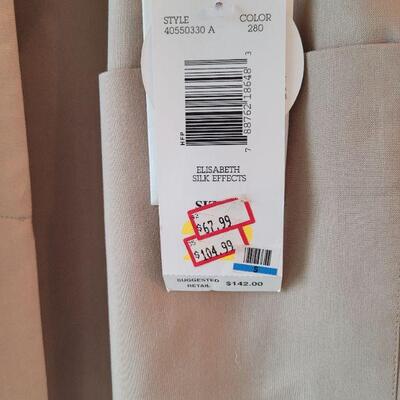 STYLE COLOR
40550330 A 280
HFP
7 88762 18648 3
ELISABETH
SILK EFFECTS
$67.99
$104.99
S
SUGGESTED
RETAIL $142.00